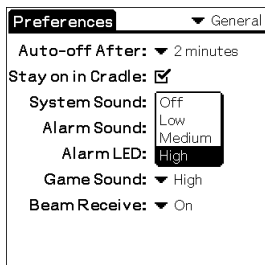 Preferences General
Auto-off After: 2 minutes
Stay on in Cradle:
System Sound: Off
Low
Alarm Sound: Medium
Alarm LED: High
Game Sound: High
Beam Receive: On